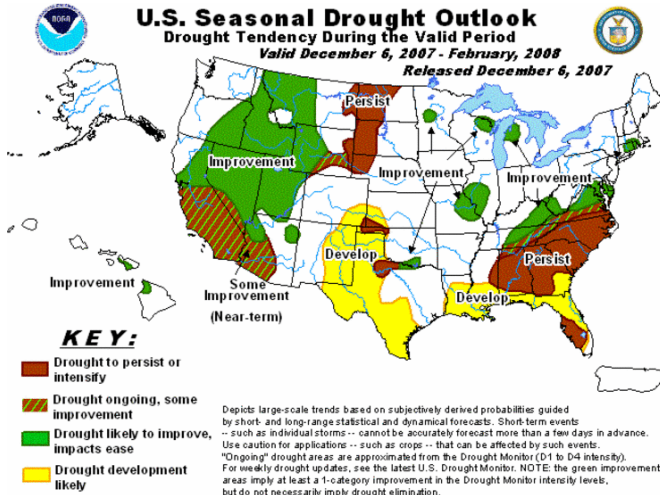 U.S. Seasonal Drought Outlook
Drought Tendency During the Valid Period
Valid December 6, 2007 - February, 2008
Released December 6, 2007
NOAA
Persist
Improvement
Improvement
Improvement
Develop
Persist
Some
Improvement
(Near-term)
Improvement
Develop
KEY:
Drought to persist or
intensify
Drought ongoing, some
improvement
Drought likely to improve,
impacts ease
Drought development
likely
Depicts large-scale trends based on subjectively derived probabilities guided
by short- and long-range statistical and dynamical forecasts. Short-term events
-- such as individual storms -- cannot be accurately forecast more than a few days in advance.
Use caution for applications -- such as crops -- that can be affected by such events.
"Ongoing" drought areas are approximated from the Drought Monitor (D1 to D4 intensity).
For weekly drought updates, see the latest U.S. Drought Monitor. NOTE: the green improvement
areas imply at least a 1-category improvement in the Drought Monitor intensity levels,
but do not necessarily imply drought elimination.